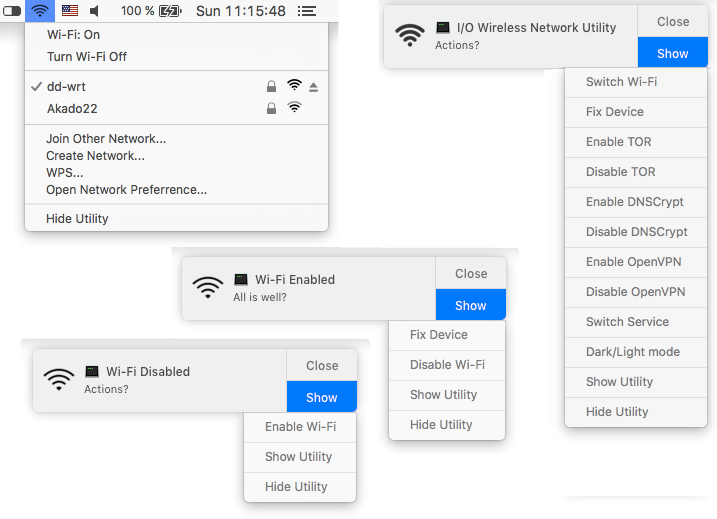 100 % Sun 11:15:48
Wi-Fi: On
Turn Wi-Fi Off
dd-wrt
Akado22
Join Other Network...
Create Network...
WPS...
Open Network Preferrence...
Hide Utility
I/O Wireless Network Utility
Actions?
Close
Show
Switch Wi-Fi
Fix Device
Enable TOR
Disable TOR
Enable DNSCrypt
Disable DNSCrypt
Enable OpenVPN
Disable OpenVPN
Switch Service
Dark/Light mode
Show Utility
Hide Utility
Wi-Fi Enabled
All is well?
Close
Show
Fix Device
Disable Wi-Fi
Show Utility
Hide Utility
Wi-Fi Disabled
Actions?
Close
Show
Enable Wi-Fi
Show Utility
Hide Utility